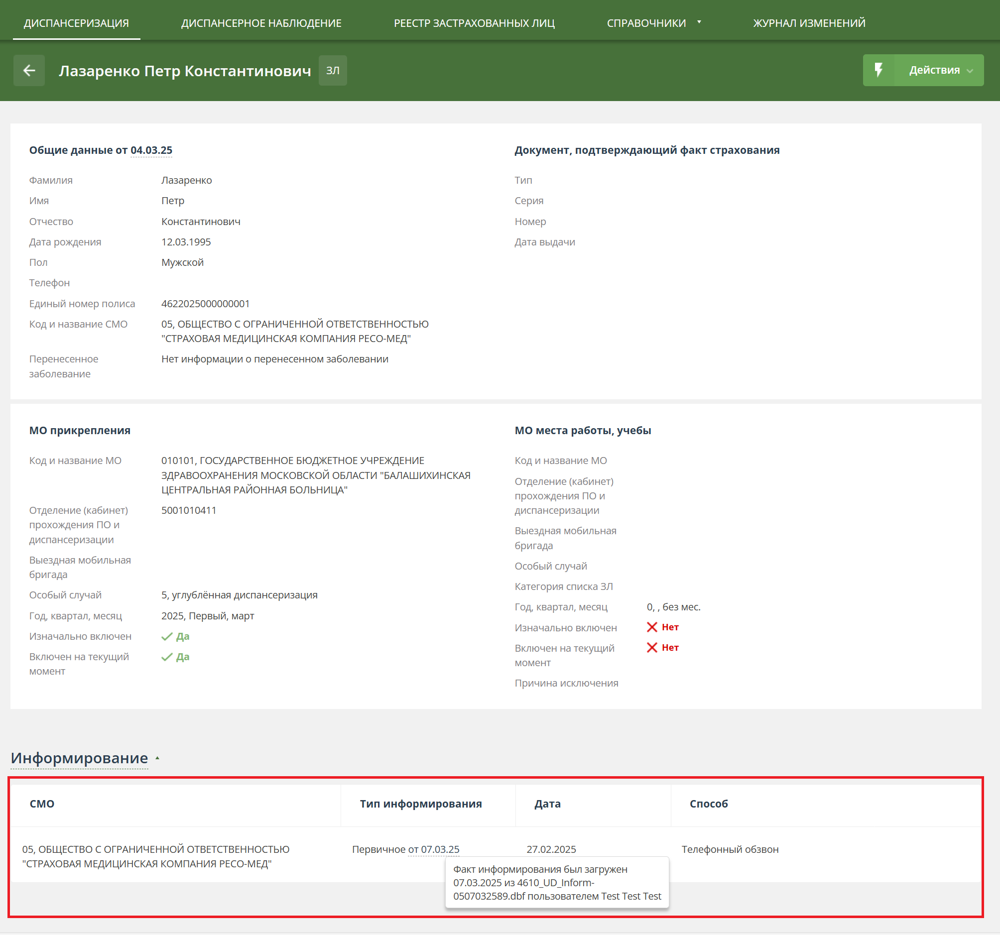 ДИСПАНСЕРИЗАЦИЯ
ДИСПАНСЕРНОЕ НАБЛЮДЕНИЕ
РЕЕСТР ЗАСТРАХОВАННЫХ ЛИЦ
СПРАВОЧНИКИ
ЖУРНАЛ ИЗМЕНЕНИЙ
Лазаренко Петр Константинович
ЗЛ
Действия
Общие данные от 04.03.25
Фамилия
Лазаренко
Имя
Петр
Отчество
Константинович
Дата рождения
12.03.1995
Пол
Мужской
Телефон
Единый номер полиса
4622025000000001
Код и название СМО
05, ОБЩЕСТВО С ОГРАНИЧЕННОЙ ОТВЕТСТВЕННОСТЬЮ
"СТРАХОВАЯ МЕДИЦИНСКАЯ КОМПАНИЯ РЕСО-МЕД"
Перенесенное
заболевание
Нет информации о перенесенном заболевании
Документ, подтверждающий факт страхования
Тип
Серия
Номер
Дата выдачи
МО прикрепления
Код и название МО
010101, ГОСУДАРСТВЕННОЕ БЮДЖЕТНОЕ УЧРЕЖДЕНИЕ
ЗДРАВООХРАНЕНИЯ МОСКОВСКОЙ ОБЛАСТИ "БАЛАШИХИНСКАЯ
ЦЕНТРАЛЬНАЯ РАЙОННАЯ БОЛЬНИЦА"
Отделение (кабинет)
прохождения ПО и
диспансеризации
5001010411
Выездная мобильная
бригада
Особый случай
5, углублённая диспансеризация
Год, квартал, месяц
2025, Первый, март
Изначально включен
Да
Включен на текущий
момент
Да
МО места работы, учебы
Код и название МО
Отделение (кабинет)
прохождения ПО и
диспансеризации
Выездная мобильная
бригада
Особый случай
Категория списка ЗЛ
Год, квартал, месяц
0, , без мес.
Изначально включен
Нет
Включен на текущий
момент
Нет
Причина исключения
Информирование
СМО
Тип информирования
Дата
Способ
05, ОБЩЕСТВО С ОГРАНИЧЕННОЙ ОТВЕТСТВЕННОСТЬЮ
"СТРАХОВАЯ МЕДИЦИНСКАЯ КОМПАНИЯ РЕСО-МЕД"
Первичное от 07.03.25
27.02.2025
Телефонный обзвон
Факт информирования был загружен
07.03.2025 из 4610_UD_Inform-
0507032589.dbf пользователем Test Test Test